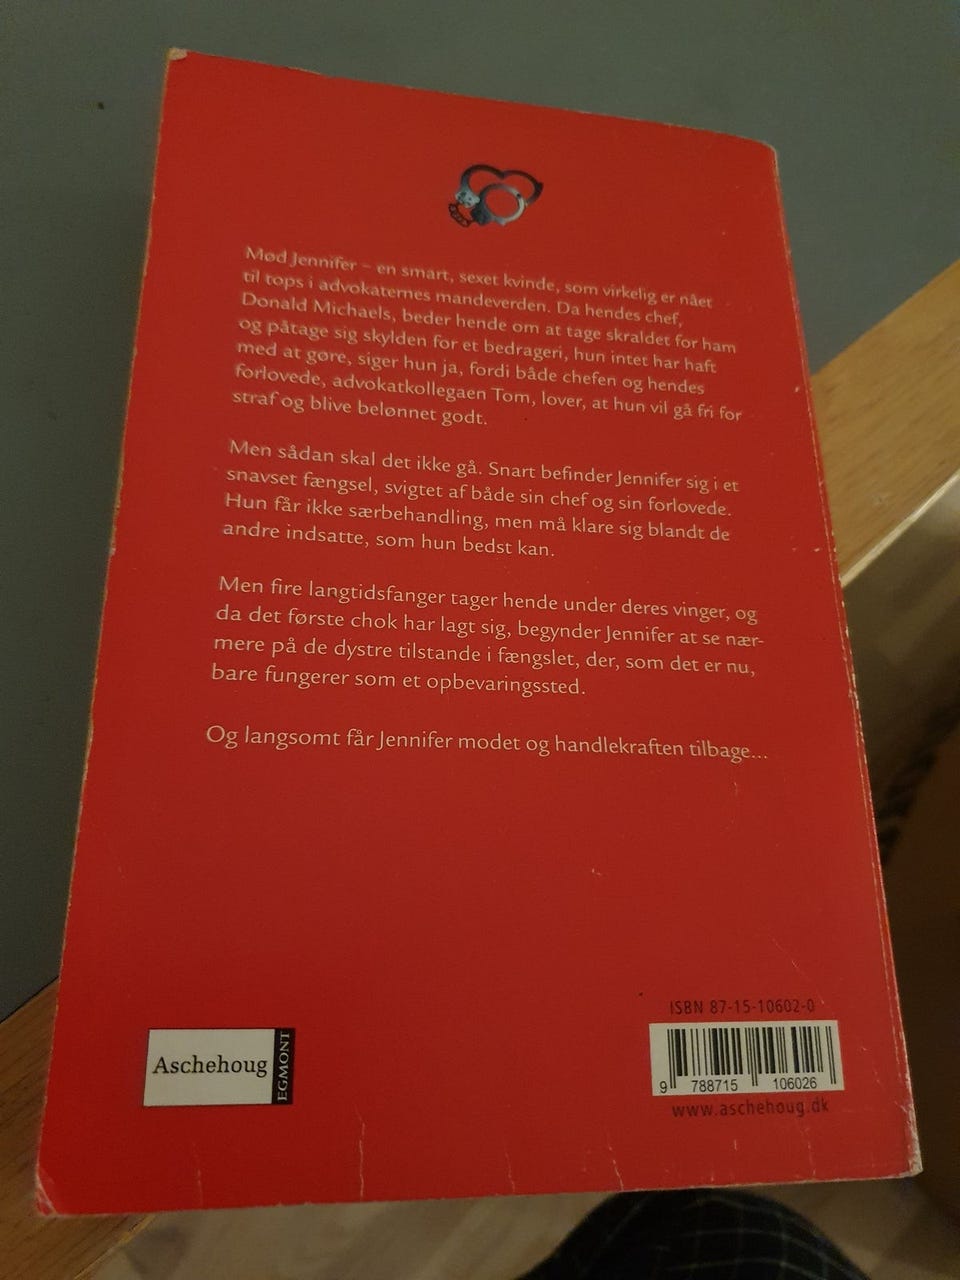 Mød Jennifer – en smart, sexet kvinde, som virkelig er nået
til tops i advokaternes mandeverden. Da hendes chef,
Donald Michaels, beder hende om at tage skraldet for ham
og påtage sig skylden for et bedrageri, hun intet har haft
med at gøre, siger hun ja, fordi både chefen og hendes
forlovede, advokatkollegaen Tom, lover, at hun vil gå fri for
straf og blive belønnet godt.
Men sådan skal det ikke gå. Snart befinder Jennifer sig i et
snavset fængsel, svigtet af både sin chef og sin forlovede.
Hun får ikke særbehandling, men må klare sig blandt de
andre indsatte, som hun bedst kan.
Men fire langtidsfanger tager hende under deres vinger, og
da det første chok har lagt sig, begynder Jennifer at se nær-
mere på de dystre tilstande i fængslet, der, som det er nu,
bare fungerer som et opbevaringssted.
Og langsomt får Jennifer modet og handlekraften tilbage...
Aschehoug
EGMONT
ISBN 87-15-10602-0
9 788715 106026
www.aschehoug.dk